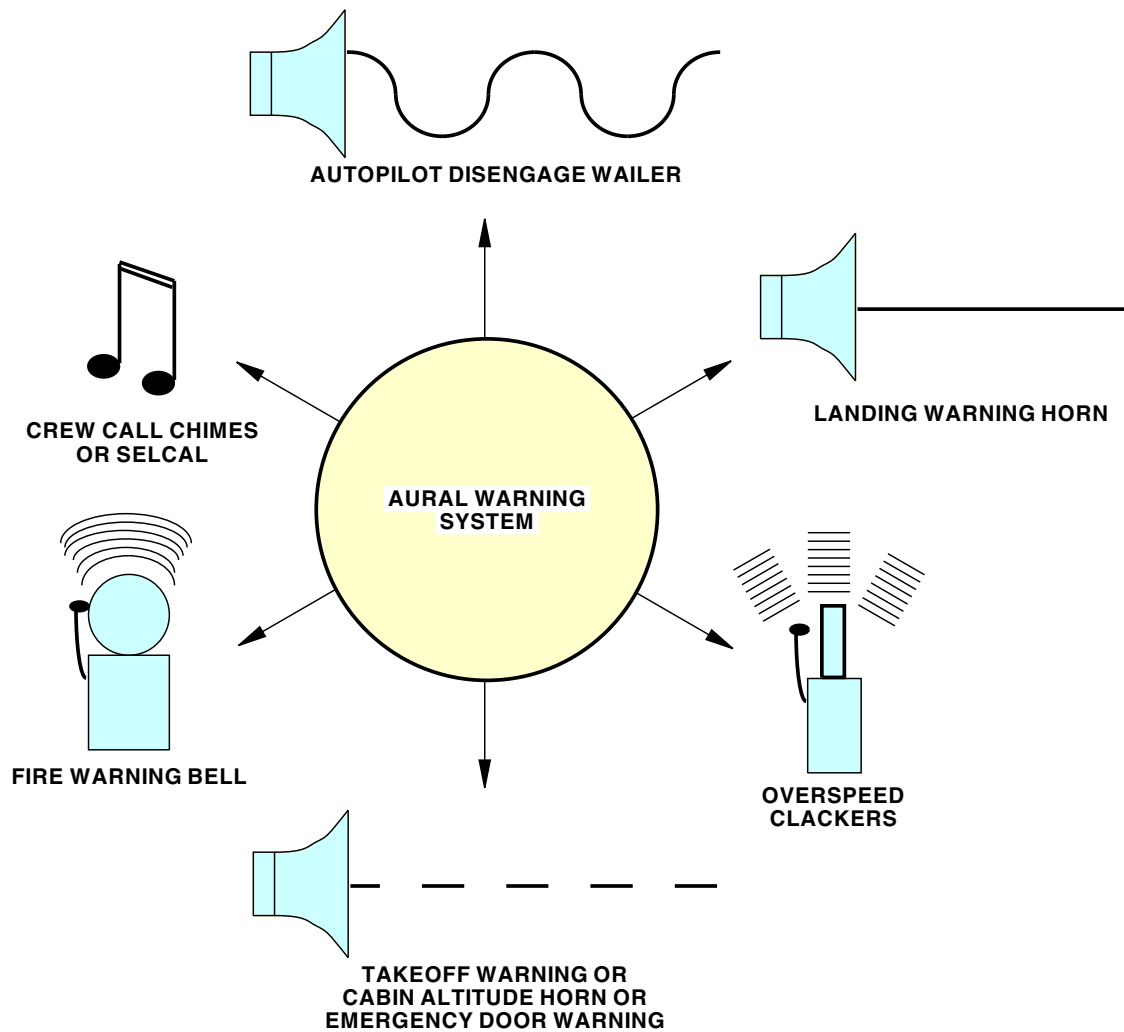 AUTOPILOT DISENGAGE WAILER
LANDING WARNING HORN
CREW CALL CHIMES
OR SELCAL
AURAL WARNING
SYSTEM
FIRE WARNING BELL
OVERSPEED
CLACKERS
TAKEOFF WARNING OR
CABIN ALTITUDE HORN OR
EMERGENCY DOOR WARNING